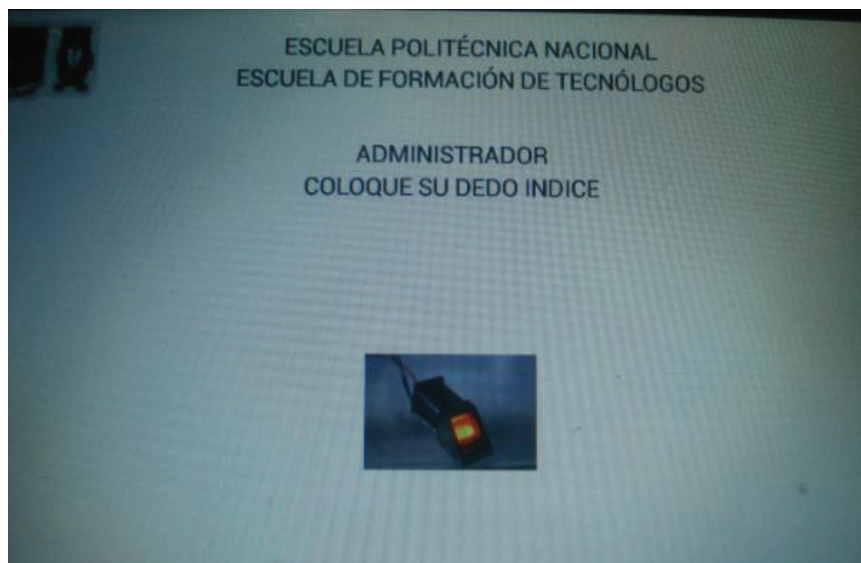 ESCUELA POLITÉCNICA NACIONAL
ESCUELA DE FORMACIÓN DE TECNÓLOGOS
ADMINISTRADOR
COLOQUE SU DEDO INDICE